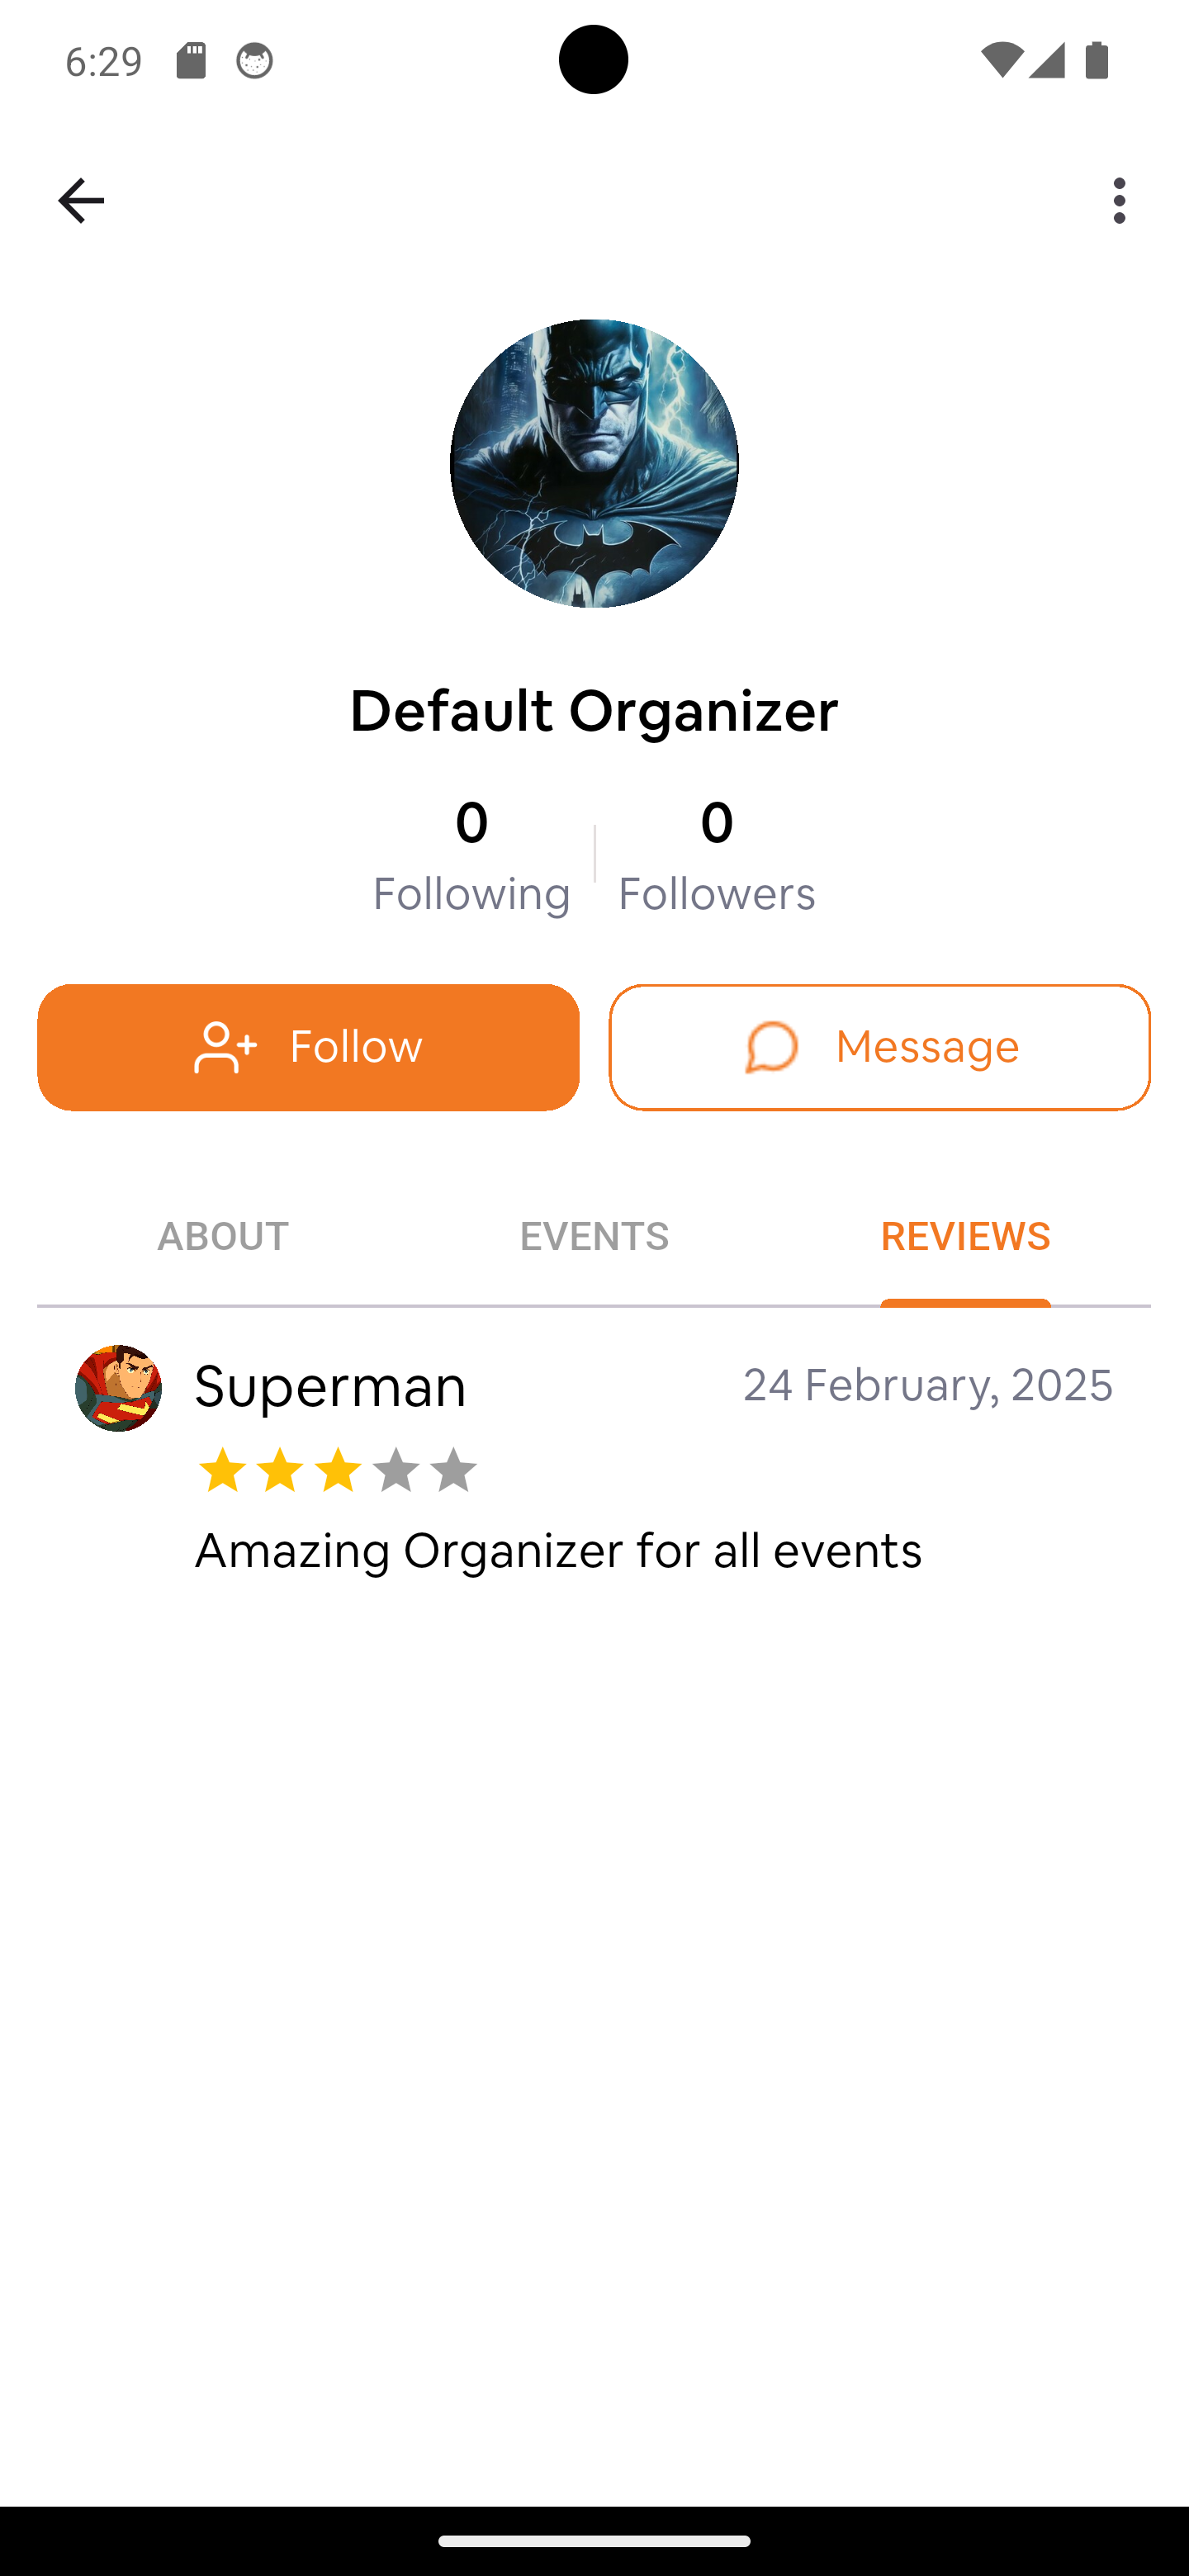 6:29
Default Organizer
0 0
Following Followers
Follow Message
ABOUT EVENTS REVIEWS
Superman 24 February, 2025
Amazing Organizer for all events